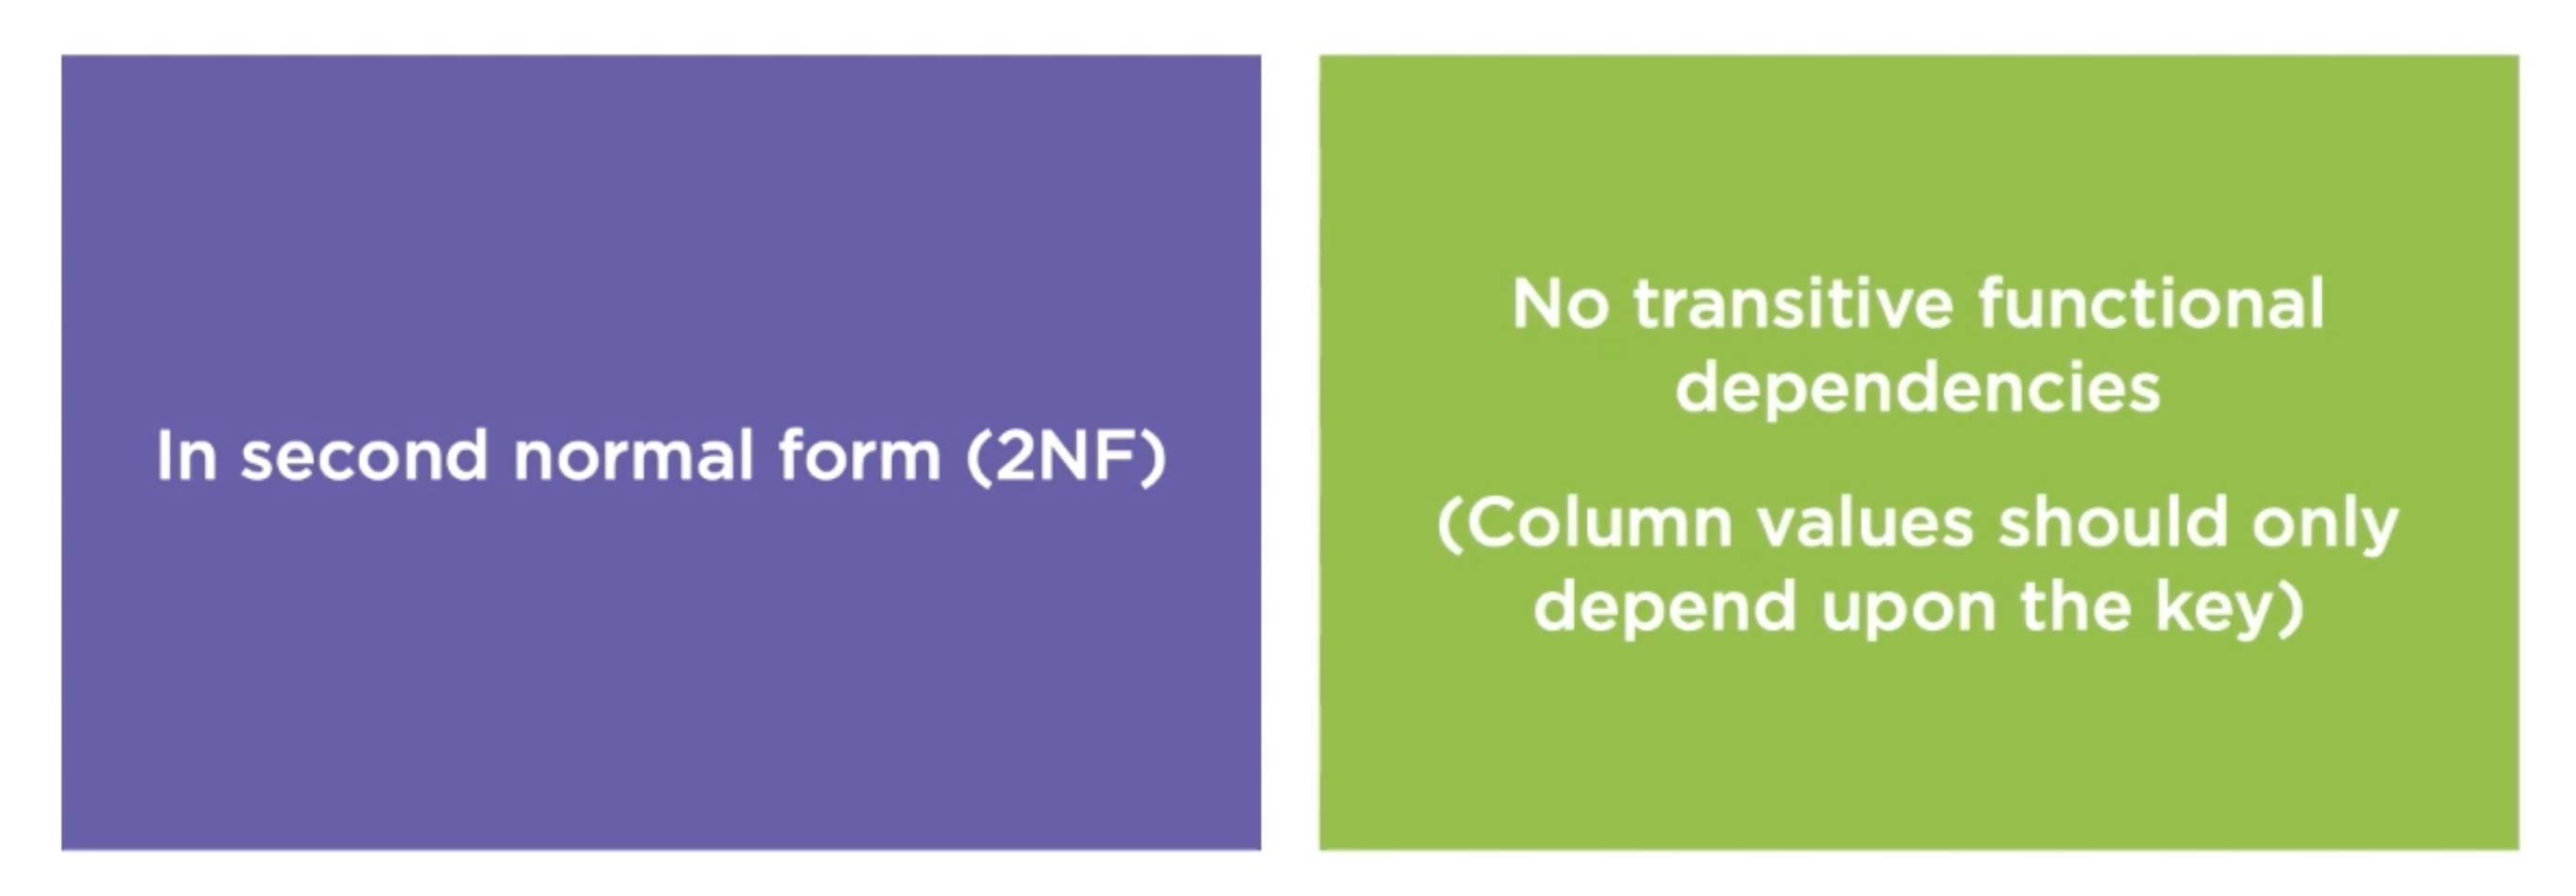 In second normal form (2NF)
No transitive functional
dependencies
(Column values should only
depend upon the key)